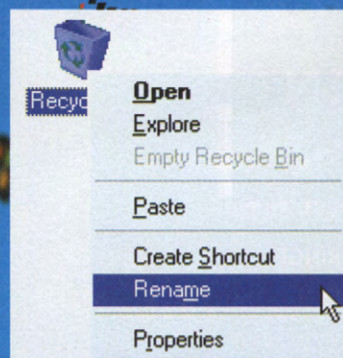 Recyc
Open
Explore
Empty Recycle Bin
Paste
Create Shortcut
Rename
Properties